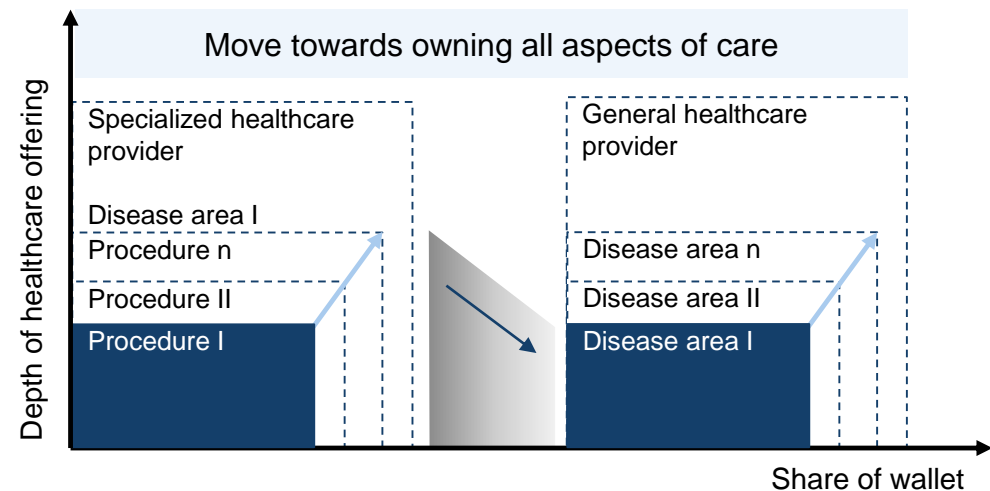 Move towards owning all aspects of care
Depth of healthcare offering
Specialized healthcare
provider
Disease area I
Procedure n
Procedure II
Procedure I
General healthcare
provider
Disease area n
Disease area II
Disease area I
Share of wallet